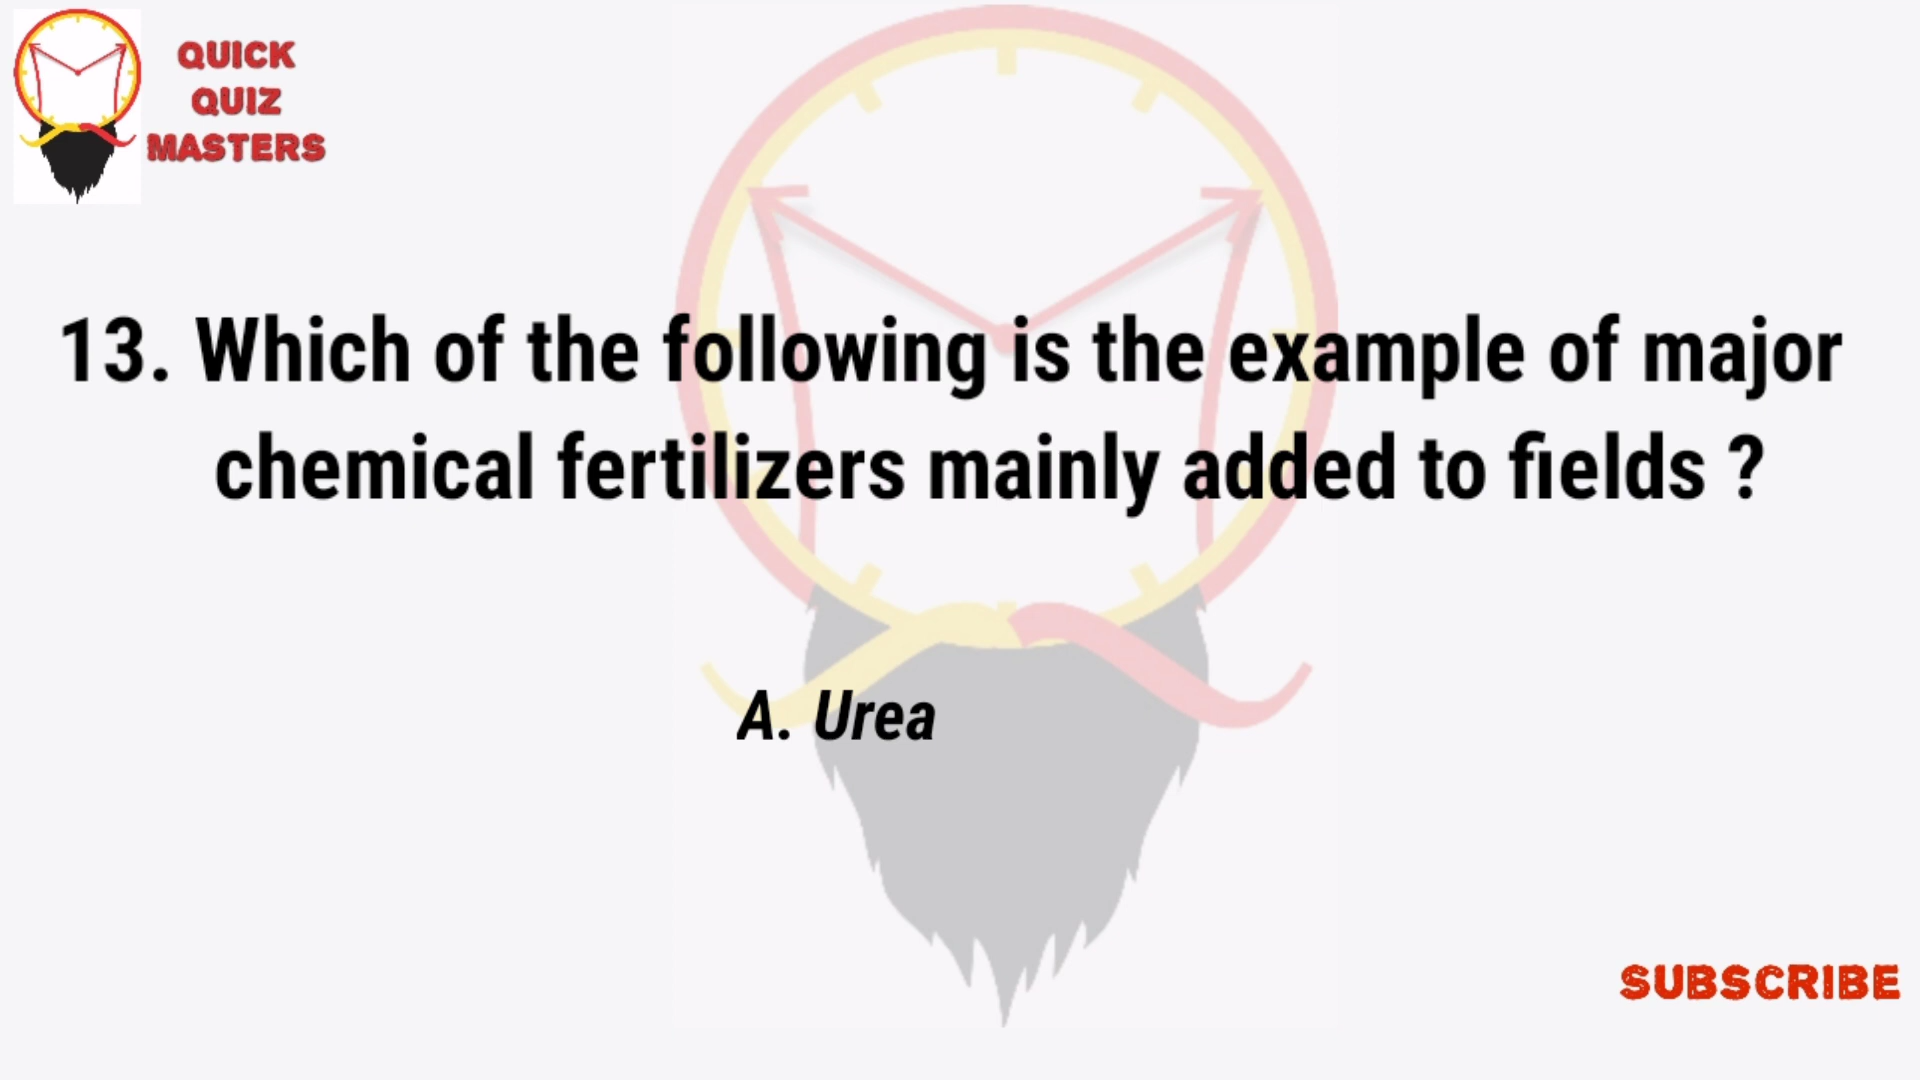 QUICK
QUIZ
MASTERS
13. Which of the following is the example of major
chemical fertilizers mainly added to fields ?
A. Urea
SUBSCRIBE